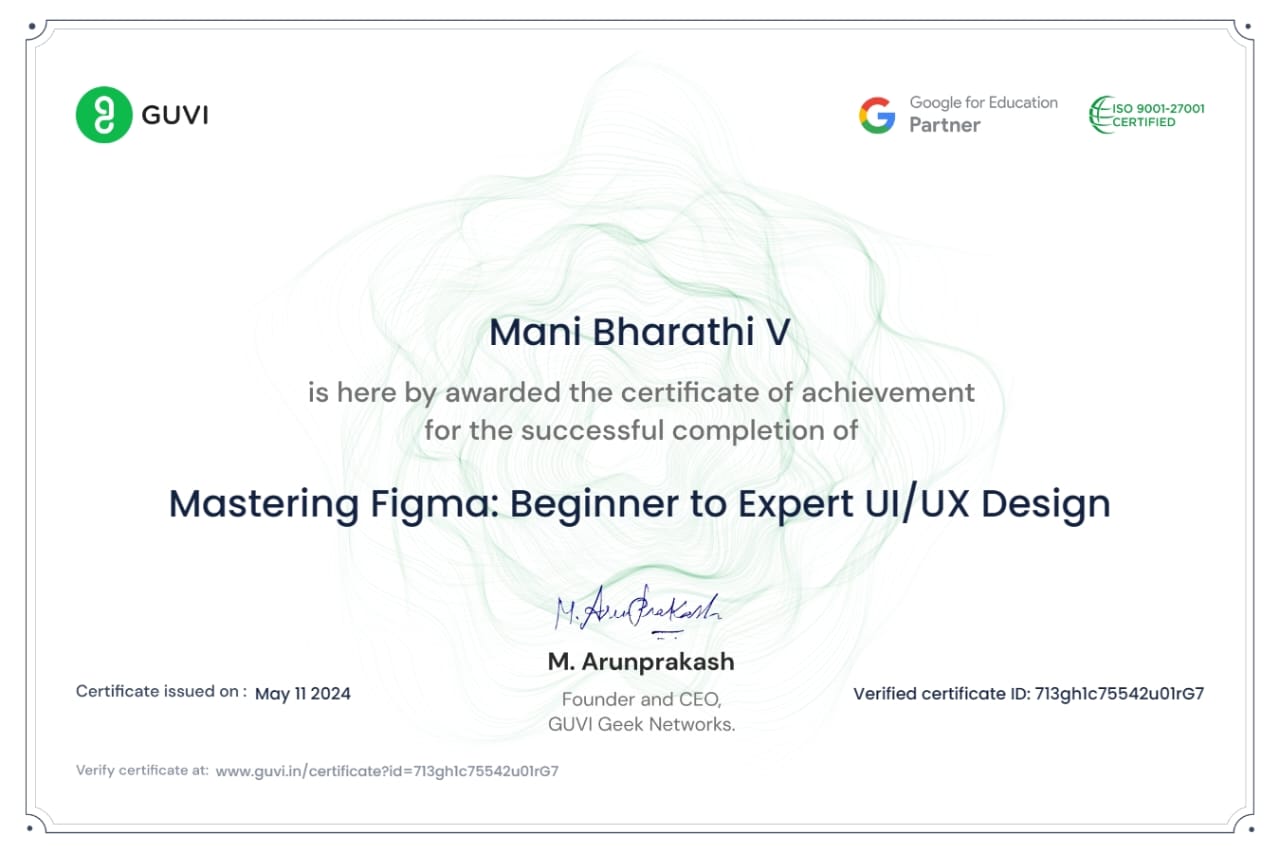 GUVI
Google for Education
Partner
ISO 9001-27001
CERTIFIED
Mani Bharathi V
is here by awarded the certificate of achievement
for the successful completion of
Mastering Figma: Beginner to Expert UI/UX Design
M. Arunprakash
M. Arunprakash
Founder and CEO,
GUVI Geek Networks.
Certificate issued on : May 11 2024
Verified certificate ID: 713gh1c75542u01rG7
Verify certificate at: www.guvi.in/certificate?id=713gh1c75542u01rG7